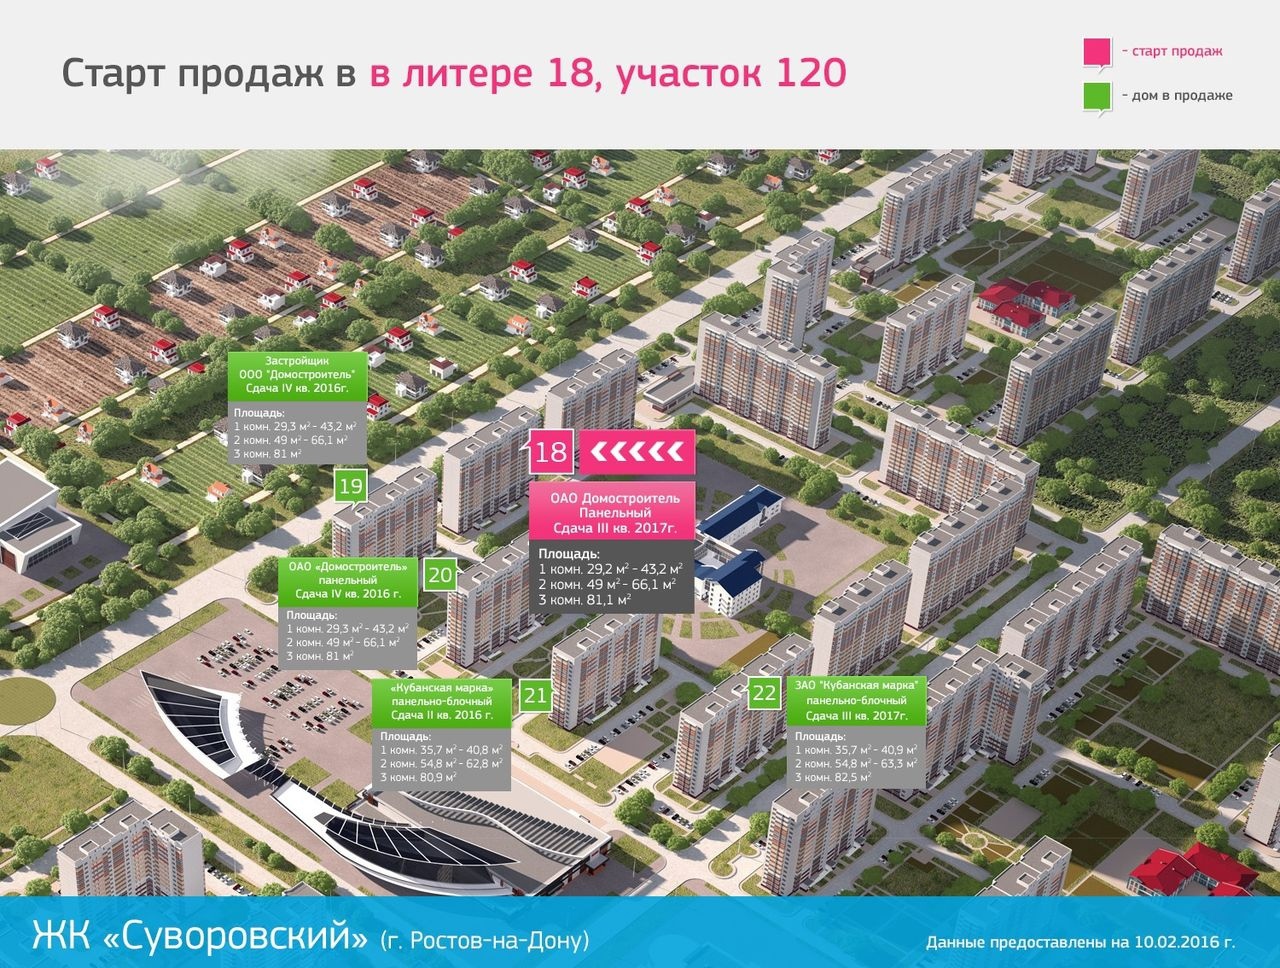 Старт продаж в в литере 18, участок 120
- старт продаж
- дом в продаже
Застройщик
ООО "Домостроитель"
Сдача IV кв. 2016г.
Площадь:
1 комн. 29,3 м² - 43,2 м²
2 комн. 49 м² - 66,1 м²
3 комн. 81 м²
19
18
ОАО Домостроитель
Панельный
Сдача III кв. 2017г.
Площадь:
1 комн. 29,2 м² - 43,2 м²
2 комн. 49 м² - 66,1 м²
3 комн. 81,1 м²
ОАО «Домостроитель»
панельный
Сдача IV кв. 2016 г.
Площадь:
1 комн. 29,3 м² - 43,2 м²
2 комн. 49 м² - 66,1 м²
3 комн. 81 м²
20
«Кубанская марка»
панельно-блочный
Сдача II кв. 2016 г.
Площадь:
1 комн. 35,7 м² - 40,8 м²
2 комн. 54,8 м² - 62,8 м²
3 комн. 80,9 м²
21
22
ЗАО "Кубанская марка"
панельно-блочный
Сдача III кв. 2017г.
Площадь:
1 комн. 35,7 м² - 40,9 м²
2 комн. 54,8 м² - 63,3 м²
3 комн. 82,5 м²
ЖК «Суворовский» (г. Ростов-на-Дону)
Данные предоставлены на 10.02.2016 г.